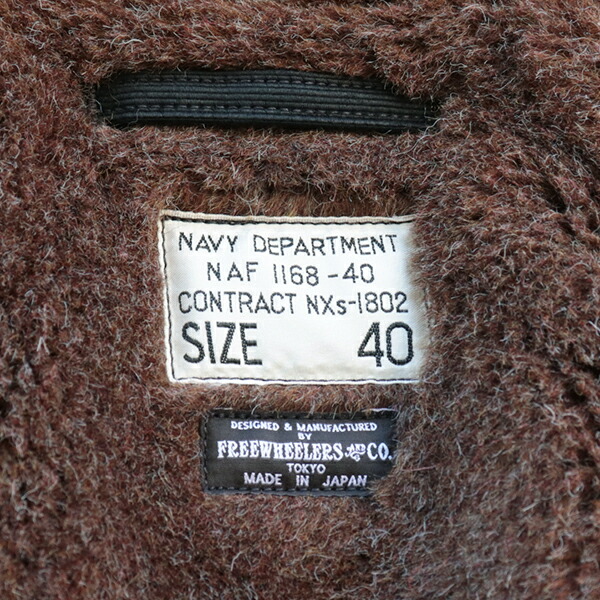 NAVY DEPARTMENT
NAF 1168-40
CONTRACT NXs-1802
SIZE 40
DESIGNED & MANUFACTURED
BY
FREEWHEELERS AND CO.
TOKYO
MADE IN JAPAN